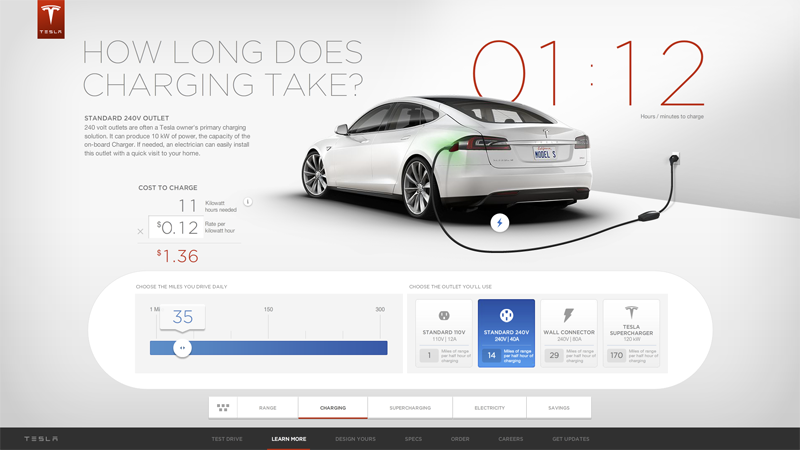 TESLA
HOW LONG DOES
CHARGING TAKE?
01:12
Hours / minutes to charge
STANDARD 240V OUTLET
240 volt outlets are often a Tesla owner's primary charging
solution. It can produce 10 kW of power, the capacity of the
on-board Charger. If needed, an electrician can easily install
this outlet with a quick visit to your home.
MODEL S
COST TO CHARGE
11 Kilowatt
hours needed
i
× $0.12 Rate per
kilowatt hour
$1.36
CHOOSE THE MILES YOU DRIVE DAILY
1 Mi
150
300
35
CHOOSE THE OUTLET YOU'LL USE
STANDARD 110V
110V | 12A
1 Miles of range
per half hour of
charging
STANDARD 240V
240V | 40A
14 Miles of range
per half hour of
charging
WALL CONNECTOR
240V | 80A
29 Miles of range
per half hour of
charging
TESLA
SUPERCHARGER
120 kW
170 Miles of range
per half hour of
charging
RANGE
CHARGING
SUPERCHARGING
ELECTRICITY
SAVINGS
TESLA
TEST DRIVE
LEARN MORE
DESIGN YOURS
SPECS
ORDER
CAREERS
GET UPDATES